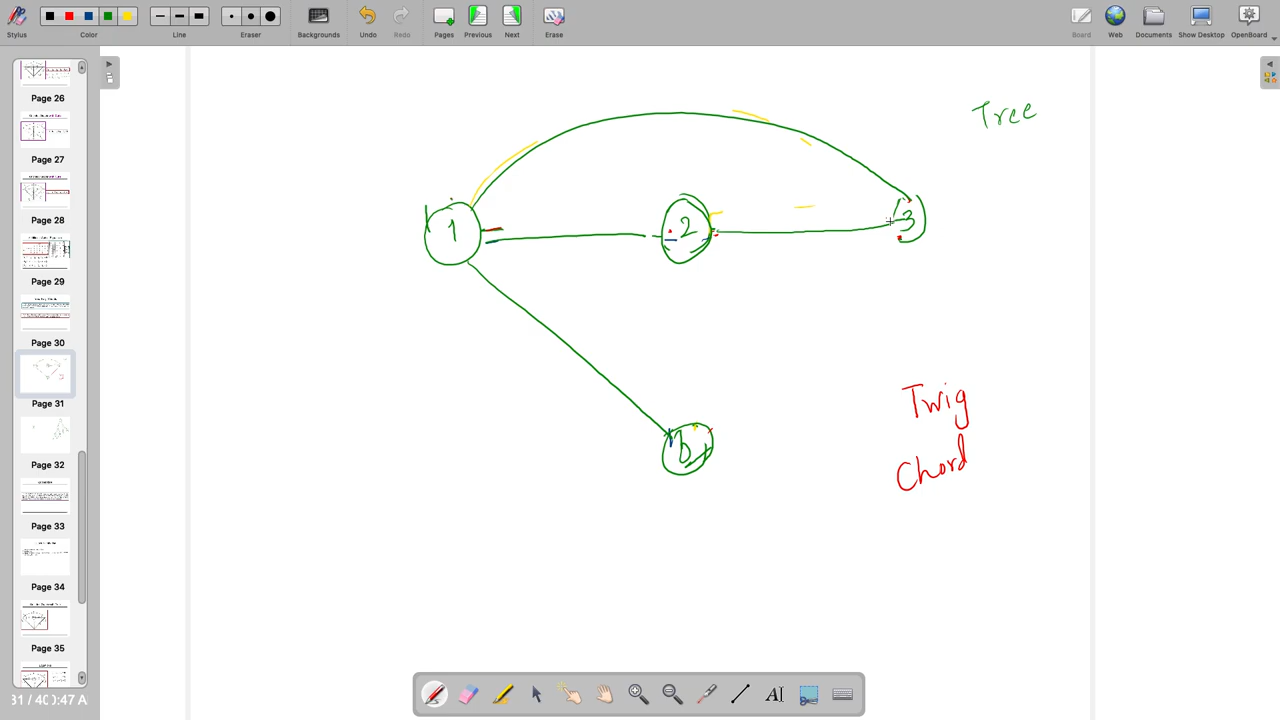 Stylus
Color
Line
Eraser
Backgrounds
Undo
Redo
Pages
Previous
Next
Erase
Board
Web
Documents
Show Desktop
OpenBoard
Page 26
Page 27
Page 28
Page 29
Page 30
Page 31
Page 32
Page 33
Page 34
Page 35
Tree
1
2
3
Twig
Chord
b
AI